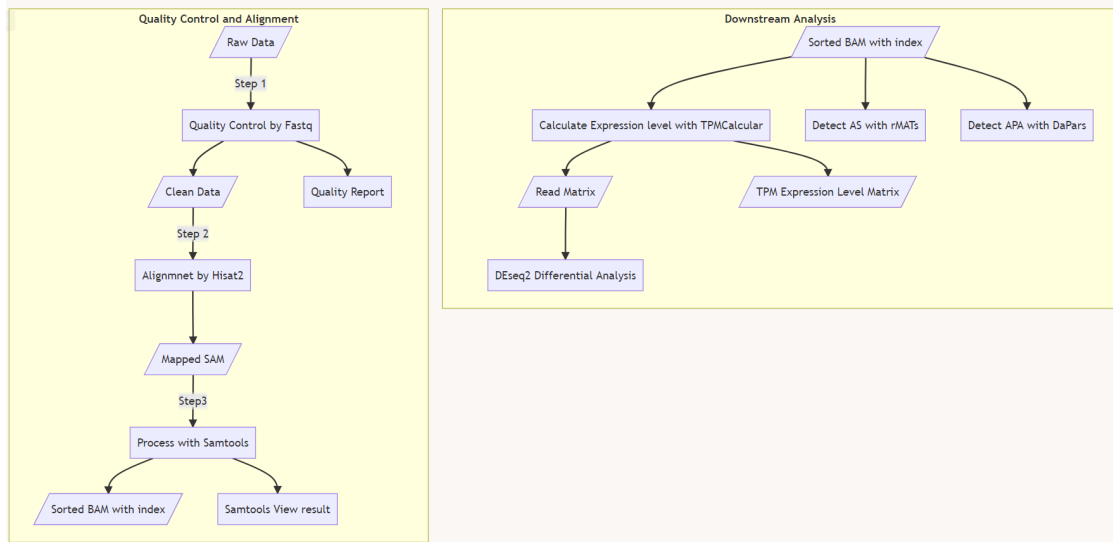 Quality Control and Alignment
Raw Data
Step 1
Quality Control by Fastq
Clean Data
Quality Report
Step 2
Alignmnet by Hisat2
Mapped SAM
Step3
Process with Samtools
Sorted BAM with index
Samtools View result
Downstream Analysis
Sorted BAM with index
Calculate Expression level with TPMCalcular
Detect AS with rMATs
Detect APA with DaPars
Read Matrix
TPM Expression Level Matrix
DEseq2 Differential Analysis